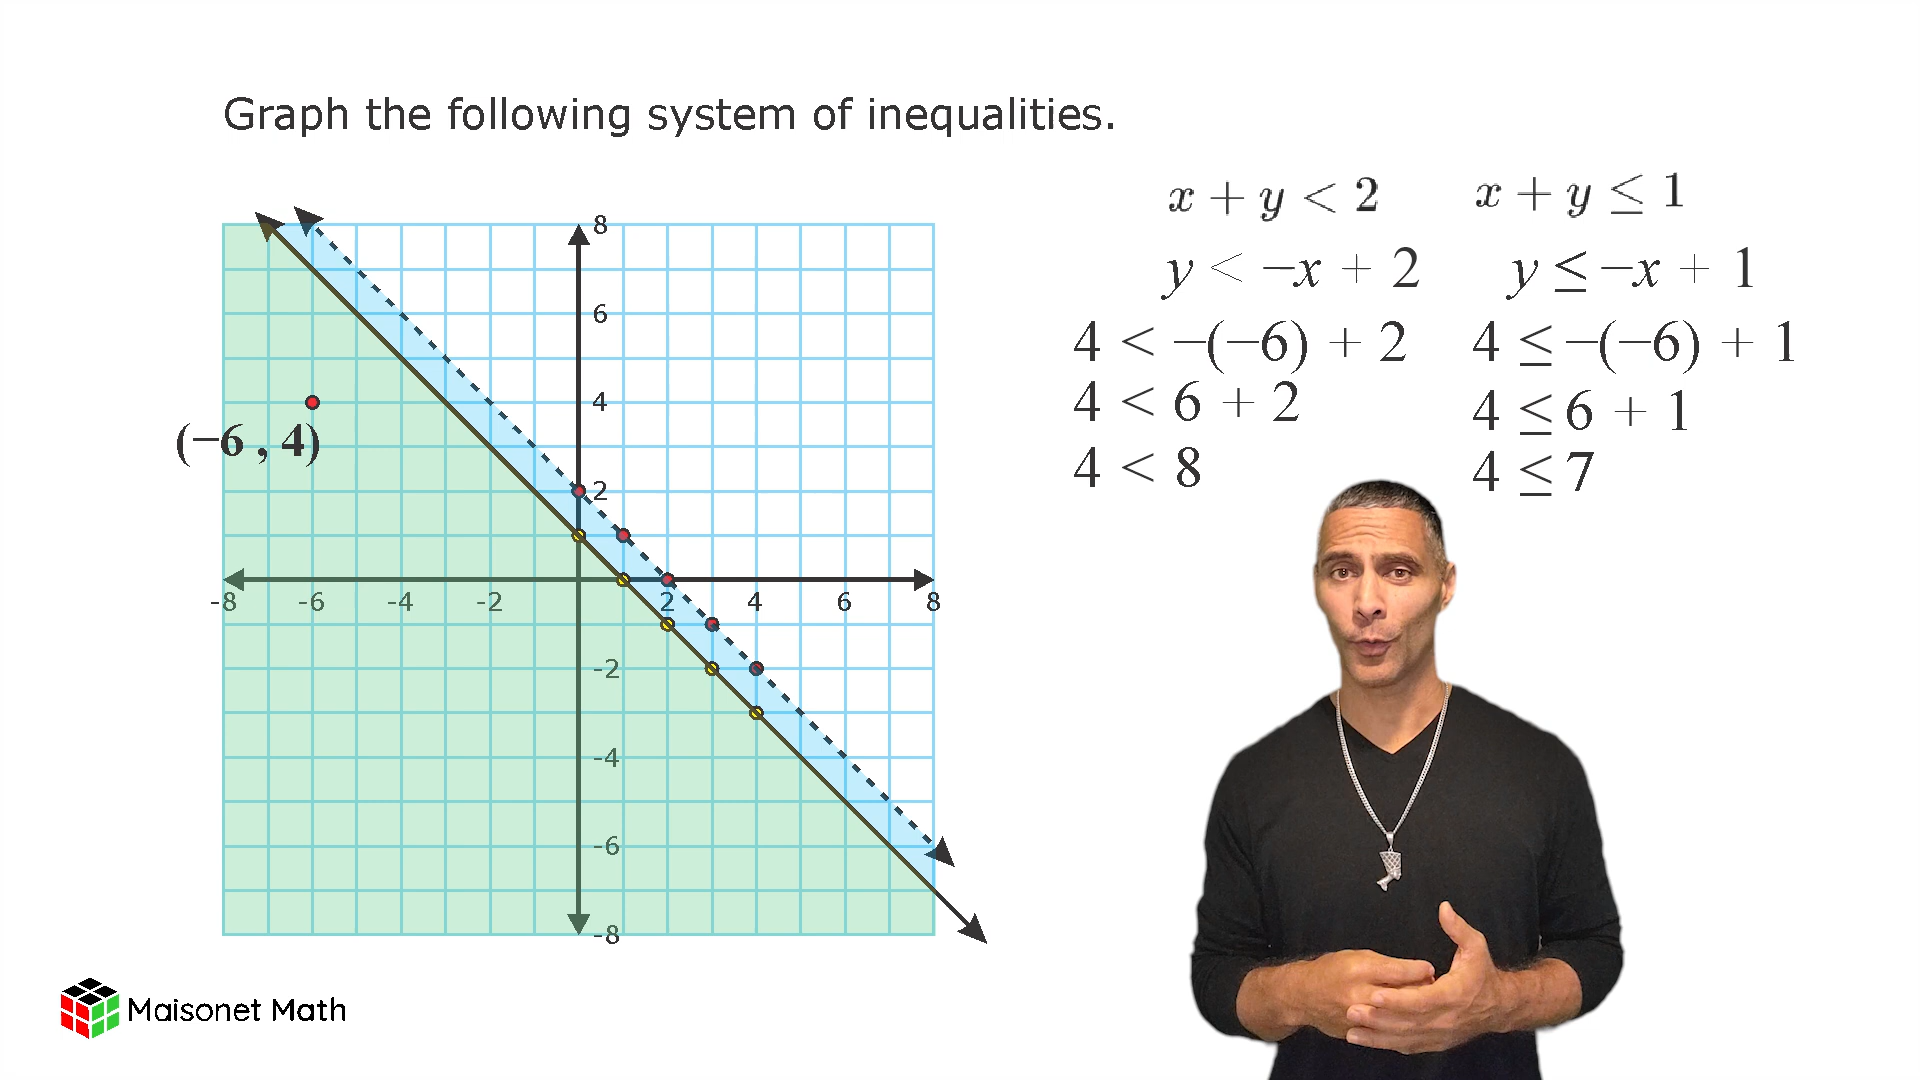 Graph the following system of inequalities.
x + y < 2
x + y ≤ 1
y < −x + 2
y ≤ −x + 1
4 < −(−6) + 2
4 ≤ −(−6) + 1
4 < 6 + 2
4 ≤ 6 + 1
4 < 8
4 ≤ 7
8
6
4
(−6 , 4)
2
-8 -6 -4 -2 2 4 6 8
-2
-4
-6
-8
Maisonet Math